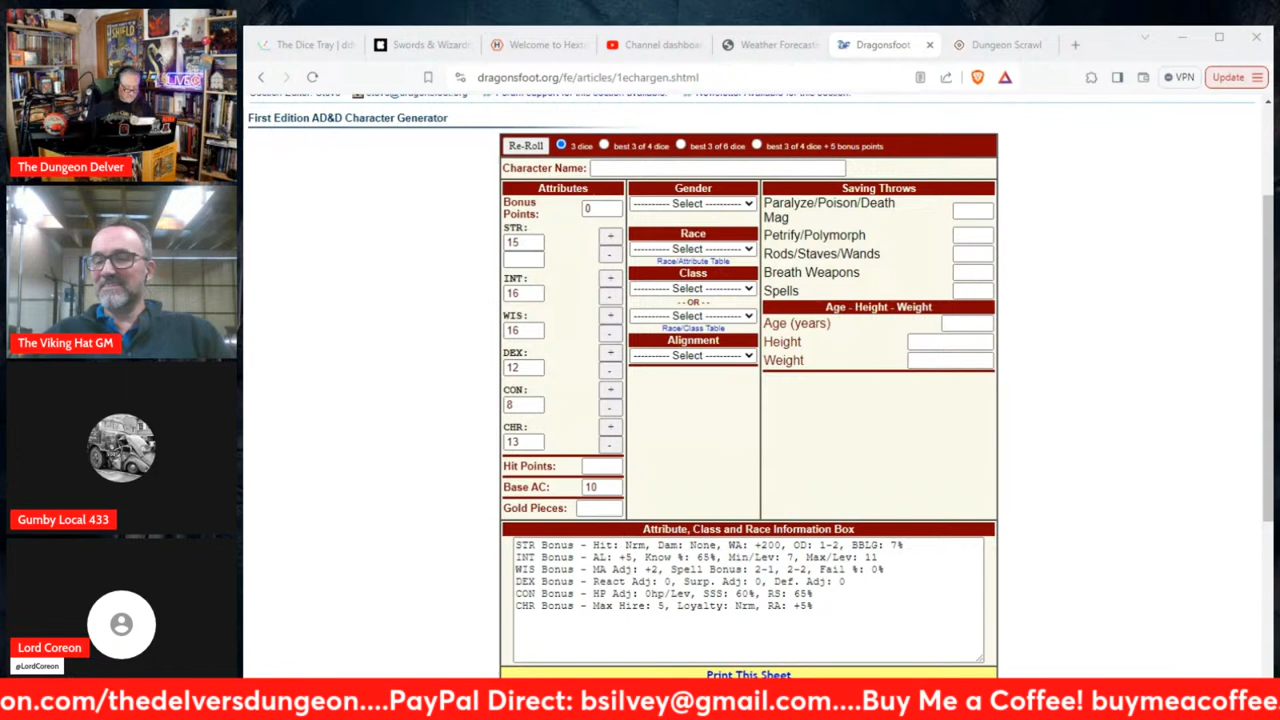 SHIELD
LIVE
The Dungeon Delver
The Viking Hat GM
Gumby Local 433
Lord Coreon
@LordCoreon
The Dice Tray | dd
Swords & Wizard
Welcome to Hext
Channel dashboa
Weather Forecast
Dragonsfoot
Dungeon Scrawl
dragonsfoot.org/fe/articles/1echargen.shtml
VPN
Update
First Edition AD&D Character Generator
Re-Roll 3 dice best 3 of 4 dice best 3 of 6 dice best 3 of 4 dice + 5 bonus points
Character Name:
Attributes
Bonus Points: 0
STR:
15
+
-
INT:
16
+
-
WIS:
16
+
-
DEX:
12
+
-
CON:
8
+
-
CHR:
13
+
-
Hit Points:
Base AC: 10
Gold Pieces:
Gender
---------- Select ----------
Race
---------- Select ----------
Race/Attribute Table
Class
---------- Select ----------
- - OR - -
---------- Select ----------
Race/Class Table
Alignment
---------- Select ----------
Saving Throws
Paralyze/Poison/Death
Mag
Petrify/Polymorph
Rods/Staves/Wands
Breath Weapons
Spells
Age - Height - Weight
Age (years)
Height
Weight
Attribute, Class and Race Information Box
STR Bonus - Hit: Nrm, Dam: None, WA: +200, OD: 1-2, BBLG: 7%
INT Bonus - AL: +5, Know %: 65%, Min/Lev: 7, Max/Lev: 11
WIS Bonus - MA Adj: +2, Spell Bonus: 2-1, 2-2, Fail %: 0%
DEX Bonus - React Adj: 0, Surp. Adj: 0, Def. Adj: 0
CON Bonus - HP Adj: 0hp/Lev, SSS: 60%, RS: 65%
CHR Bonus - Max Hire: 5, Loyalty: Nrm, RA: +5%
Print This Sheet
on.com/thedelversdungeon....PayPal Direct: bsilvey@gmail.com....Buy Me a Coffee! buymeacoffee.